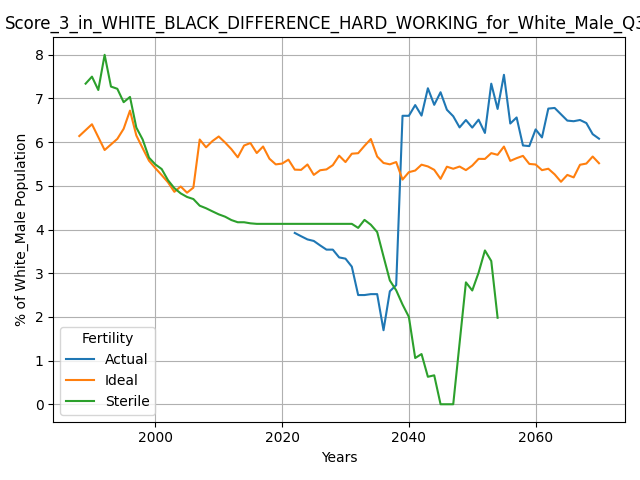 Score_3_in_WHITE_BLACK_DIFFERENCE_HARD_WORKING_for_White_Male_Q3
8
7
6
5
4
3
2
1
0
% of White_Male Population
Fertility
Actual
Ideal
Sterile
2000
2020
2040
2060
Years